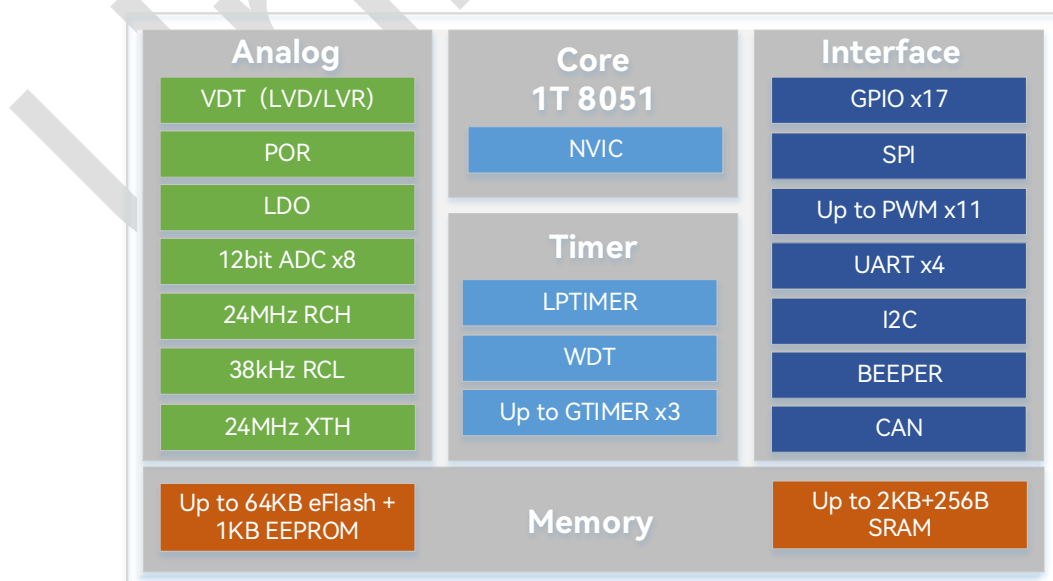 Analog
VDT（LVD/LVR)
POR
LDO
12bit ADC x8
24MHz RCH
38kHz RCL
24MHz XTH
Core
1T 8051
NVIC
Timer
LPTIMER
WDT
Up to GTIMER x3
Interface
GPIO x17
SPI
Up to PWM x11
UART x4
I2C
BEEPER
CAN
Up to 64KB eFlash +
1KB EEPROM
Memory
Up to 2KB+256B
SRAM